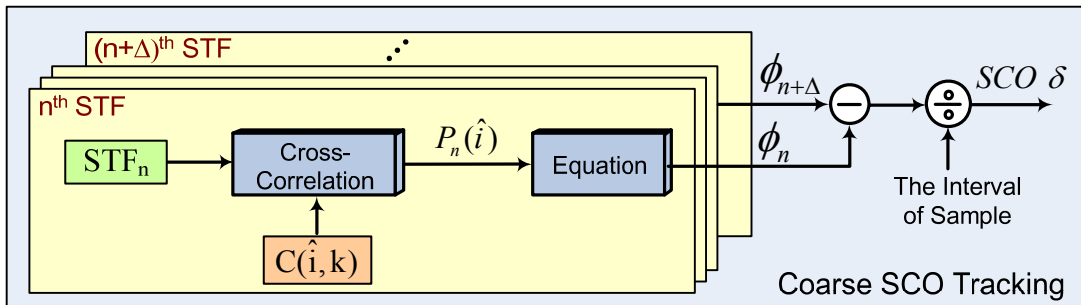 (n+Δ)th STF
nth STF
STFn
Cross-
Correlation
C(î,k)
Pn(î)
Equation
ϕn+Δ
ϕn
−
÷
SCO δ
The Interval
of Sample
Coarse SCO Tracking